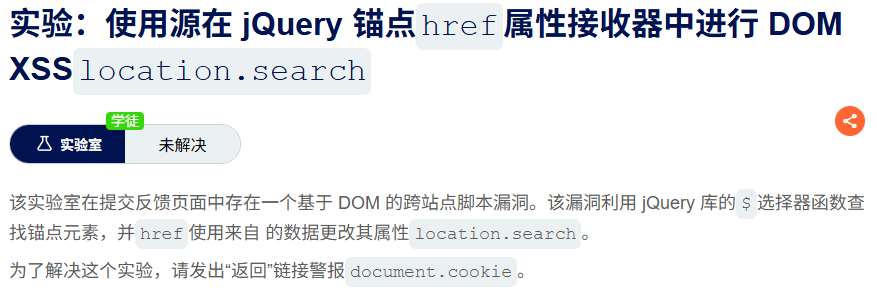 实验：使用源在 jQuery 锚点href属性接收器中进行 DOM
XSSlocation.search
学徒
实验室 未解决
该实验室在提交反馈页面中存在一个基于 DOM 的跨站点脚本漏洞。该漏洞利用 jQuery 库的$选择器函数查
找锚点元素，并href使用来自 的数据更改其属性location.search。
为了解决这个实验，请发出“返回”链接警报document.cookie。